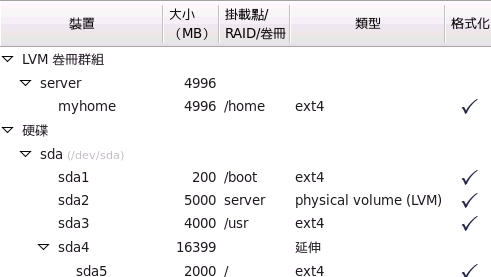 裝置 大小 (MB) 掛載點/ RAID/卷冊 類型 格式化
LVM 卷冊群組
server 4996
myhome 4996 /home ext4 ✓
硬碟
sda (/dev/sda)
sda1 200 /boot ext4 ✓
sda2 5000 server physical volume (LVM) ✓
sda3 4000 /usr ext4 ✓
sda4 16399 延伸
sda5 2000 / ext4 ✓